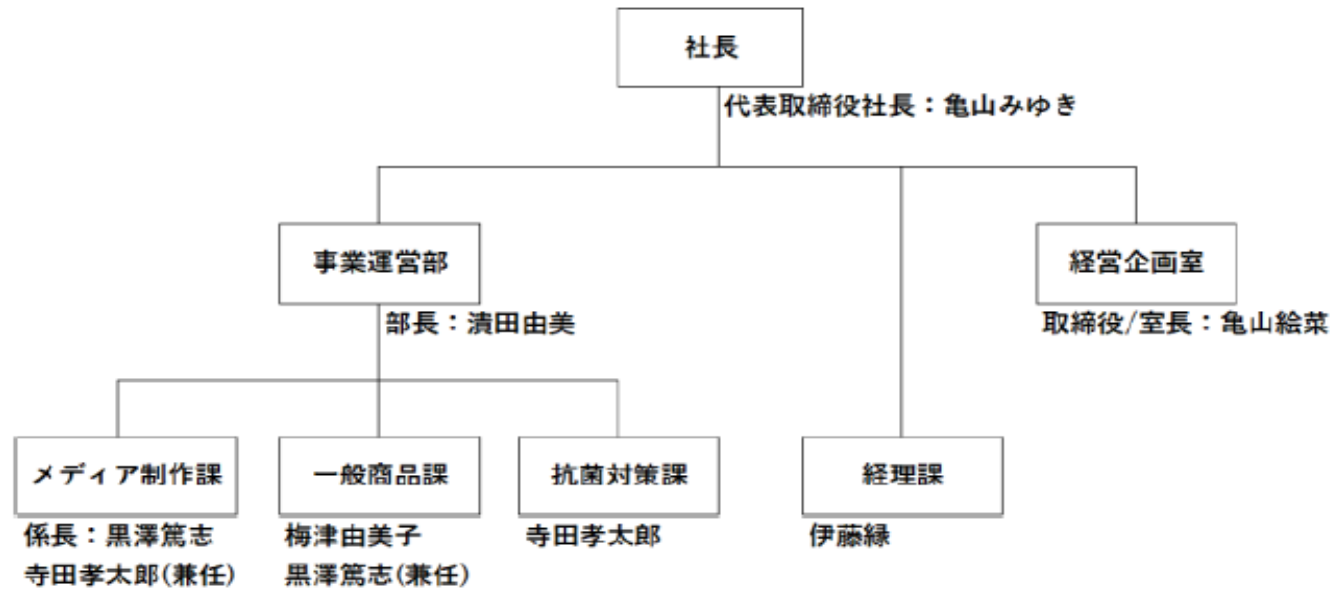 社長
代表取締役社長：亀山みゆき
事業運営部
経営企画室
部長：濱田由美
取締役/室長：亀山絵菜
メディア制作課
一般商品課
抗菌対策課
経理課
係長：黒澤篤志
梅津由美子
寺田孝太郎
伊藤緑
寺田孝太郎(兼任)
黒澤篤志(兼任)